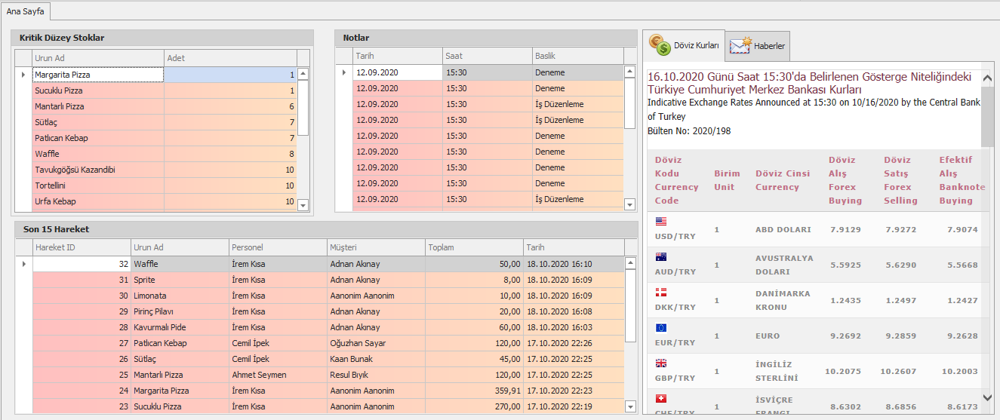 Ana Sayfa
Kritik Düzey Stoklar
Urun Ad Adet
Margarita Pizza 1
Sucuklu Pizza 1
Mantarlı Pizza 6
Sütlaç 7
Patlıcan Kebap 7
Waffle 8
Tavukgöğsü Kazandibi 10
Tortellini 10
Urfa Kebap 10
Notlar
Tarih Saat Baslik
12.09.2020 15:30 Deneme
12.09.2020 15:30 Deneme
12.09.2020 15:30 İş Düzenleme
12.09.2020 15:30 İş Düzenleme
12.09.2020 15:30 Deneme
12.09.2020 15:30 Deneme
12.09.2020 15:30 Deneme
12.09.2020 15:30 Deneme
12.09.2020 15:30 İş Düzenleme
Son 15 Hareket
Hareket ID Urun Ad Personel Müşteri Toplam Tarih
32 Waffle İrem Kısa Adnan Akınay 50,00 18.10.2020 16:10
31 Sprite İrem Kısa Adnan Akınay 8,00 18.10.2020 16:09
30 Limonata İrem Kısa Aanonim Aanonim 10,00 18.10.2020 16:09
29 Pirinç Pilavı İrem Kısa Adnan Akınay 20,00 18.10.2020 16:08
28 Kavurmalı Pide İrem Kısa Adnan Akınay 60,00 18.10.2020 16:03
27 Patlıcan Kebap Cemil İpek Oğuzhan Sayar 120,00 17.10.2020 22:26
26 Sütlaç Cemil İpek Kaan Bunak 45,00 17.10.2020 22:25
25 Mantarlı Pizza Ahmet Seymen Resul Bıyık 120,00 17.10.2020 22:25
24 Margarita Pizza İrem Kısa Aanonim Aanonim 359,91 17.10.2020 22:23
23 Sucuklu Pizza İrem Kısa Aanonim Aanonim 270,00 17.10.2020 22:19
Döviz Kurları Haberler
16.10.2020 Günü Saat 15:30'da Belirlenen Gösterge Niteliğindeki
Türkiye Cumhuriyet Merkez Bankası Kurları
Indicative Exchange Rates Announced at 15:30 on 10/16/2020 by the Central Bank
of Turkey
Bülten No: 2020/198
Döviz Döviz Döviz Efektif
Kodu Birim Döviz Cinsi Alış Satış Alış
Currency Unit Currency Forex Forex Banknote
Code Buying Selling Buying
USD/TRY 1 ABD DOLARI 7.9129 7.9272 7.9074
AUD/TRY 1 AVUSTRALYA DOLARI 5.5925 5.6290 5.5668
DKK/TRY 1 DANİMARKA KRONU 1.2435 1.2497 1.2427
EUR/TRY 1 EURO 9.2692 9.2859 9.2628
GBP/TRY 1 İNGİLİZ STERLİNİ 10.2075 10.2607 10.2003
CHF/TRY 1 İSVİÇRE FRANGI 8.6302 8.6856 8.6173